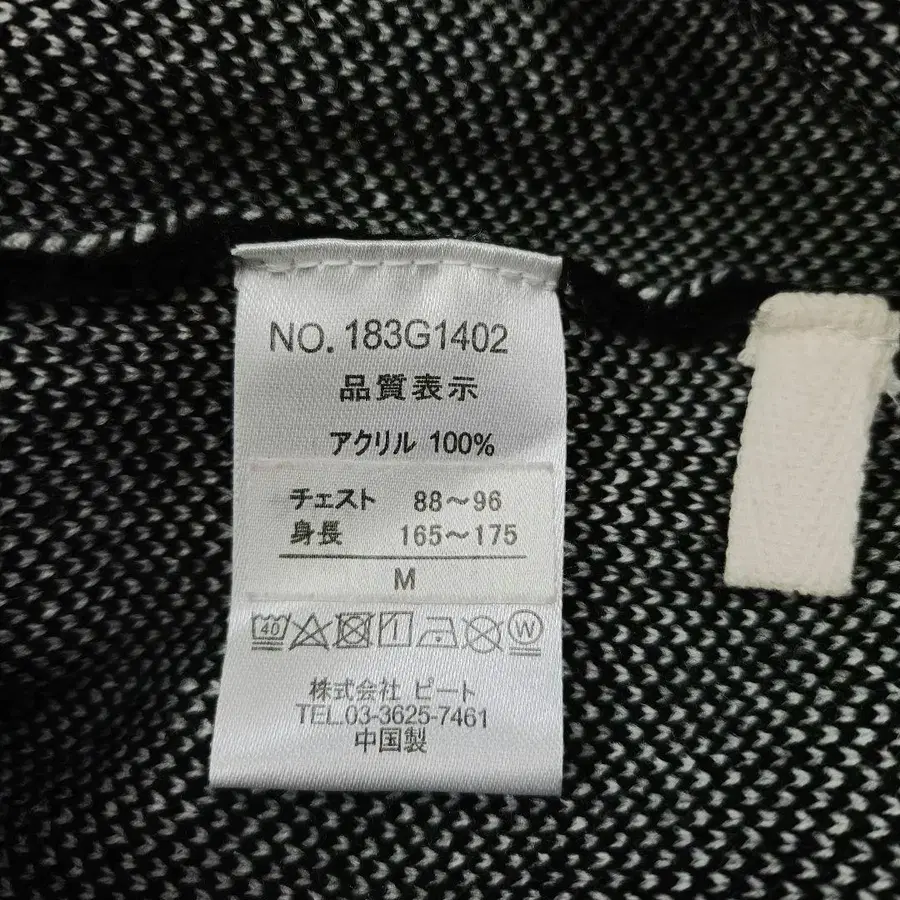 NO. 183G1402
品質表示
アクリル 100%
チェスト 88～96
身長 165～175
M
40 W
株式会社 ピート
TEL.03-3625-7461
中国製